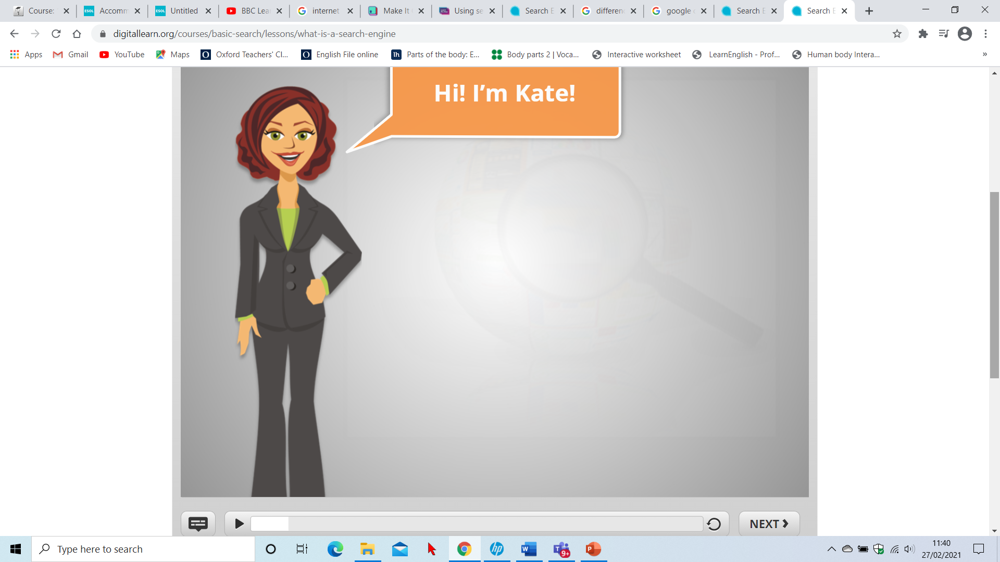 Course:
Accomm
Untitled
BBC Lea
internet
Make It
Using se
Search E
differen
google
Search E
Search E
digitallearn.org/courses/basic-search/lessons/what-is-a-search-engine
Apps
Gmail
YouTube
Maps
Oxford Teachers' Cl...
English File online
Parts of the body: E...
Body parts 2 | Voca...
Interactive worksheet
LearnEnglish - Prof...
Human body Intera...
»
Hi! I'm Kate!
NEXT
Type here to search
9+
11:40
27/02/2021